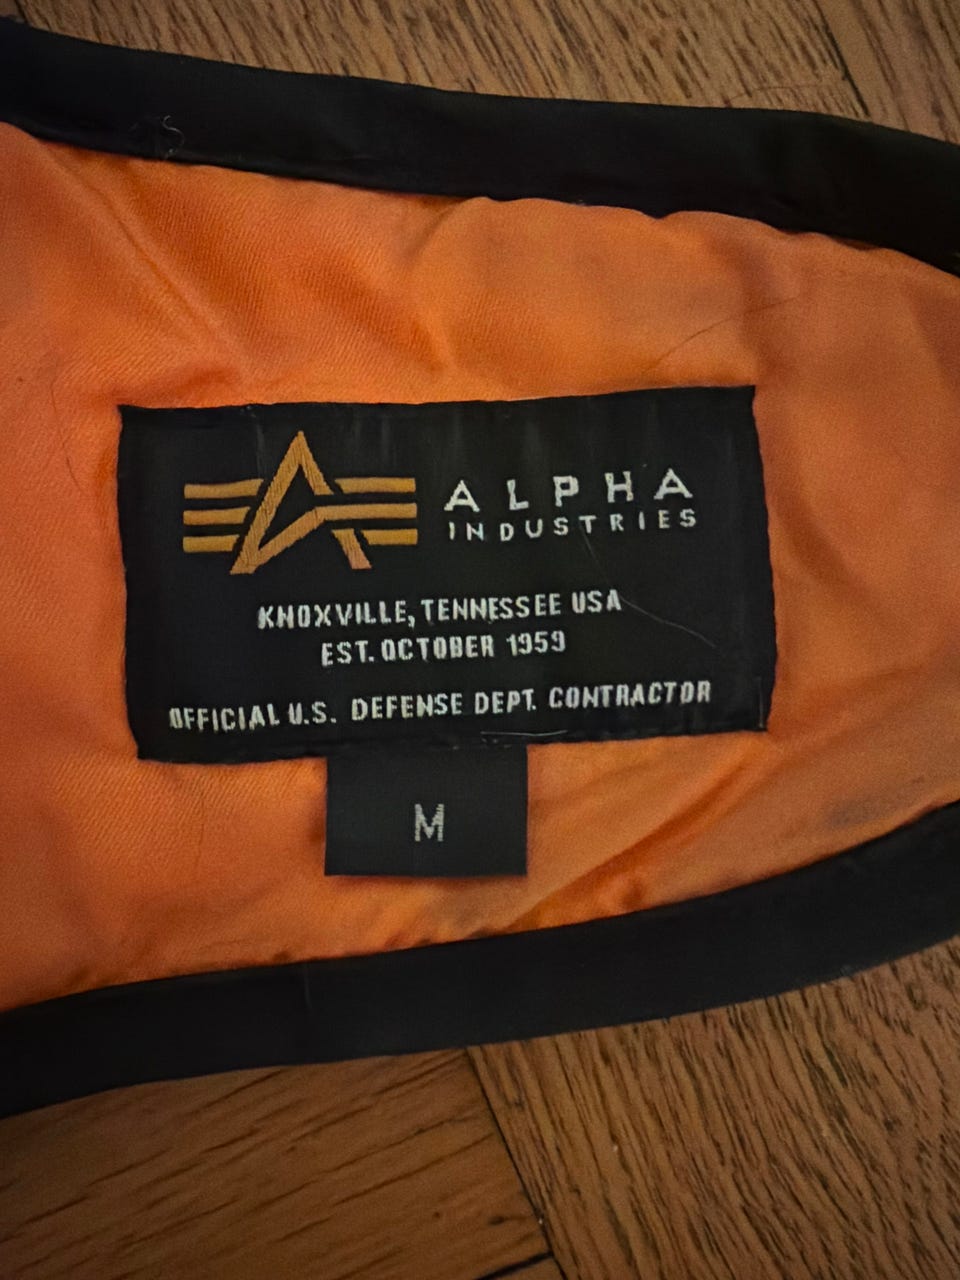 ALPHA
INDUSTRIES
KNOXVILLE, TENNESSEE USA
EST. OCTOBER 1959
OFFICIAL U.S. DEFENSE DEPT. CONTRACTOR
M